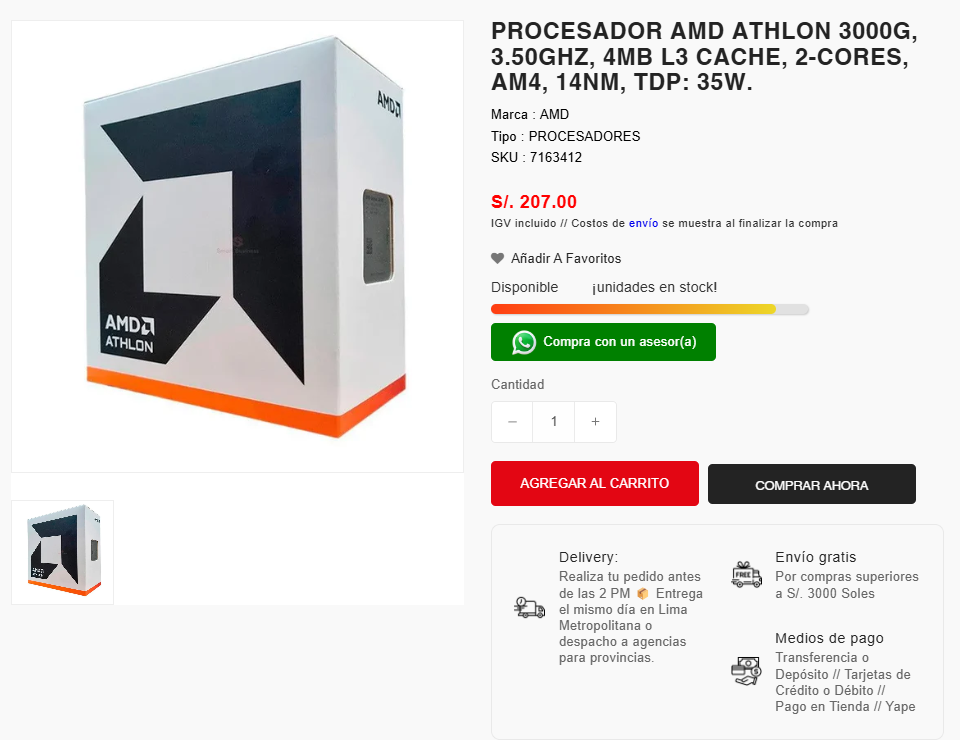 AMD
AMD
ATHLON
PROCESADOR AMD ATHLON 3000G,
3.50GHZ, 4MB L3 CACHE, 2-CORES,
AM4, 14NM, TDP: 35W.
Marca : AMD
Tipo : PROCESADORES
SKU : 7163412
S/. 207.00
IGV incluido // Costos de envío se muestra al finalizar la compra
Añadir A Favoritos
Disponible ¡unidades en stock!
Compra con un asesor(a)
Cantidad
− 1 +
AGREGAR AL CARRITO
COMPRAR AHORA
Delivery:
Realiza tu pedido antes
de las 2 PM 📦 Entrega
el mismo día en Lima
Metropolitana o
despacho a agencias
para provincias.
FREE
Envío gratis
Por compras superiores
a S/. 3000 Soles
Medios de pago
Transferencia o
Depósito // Tarjetas de
Crédito o Débito //
Pago en Tienda // Yape